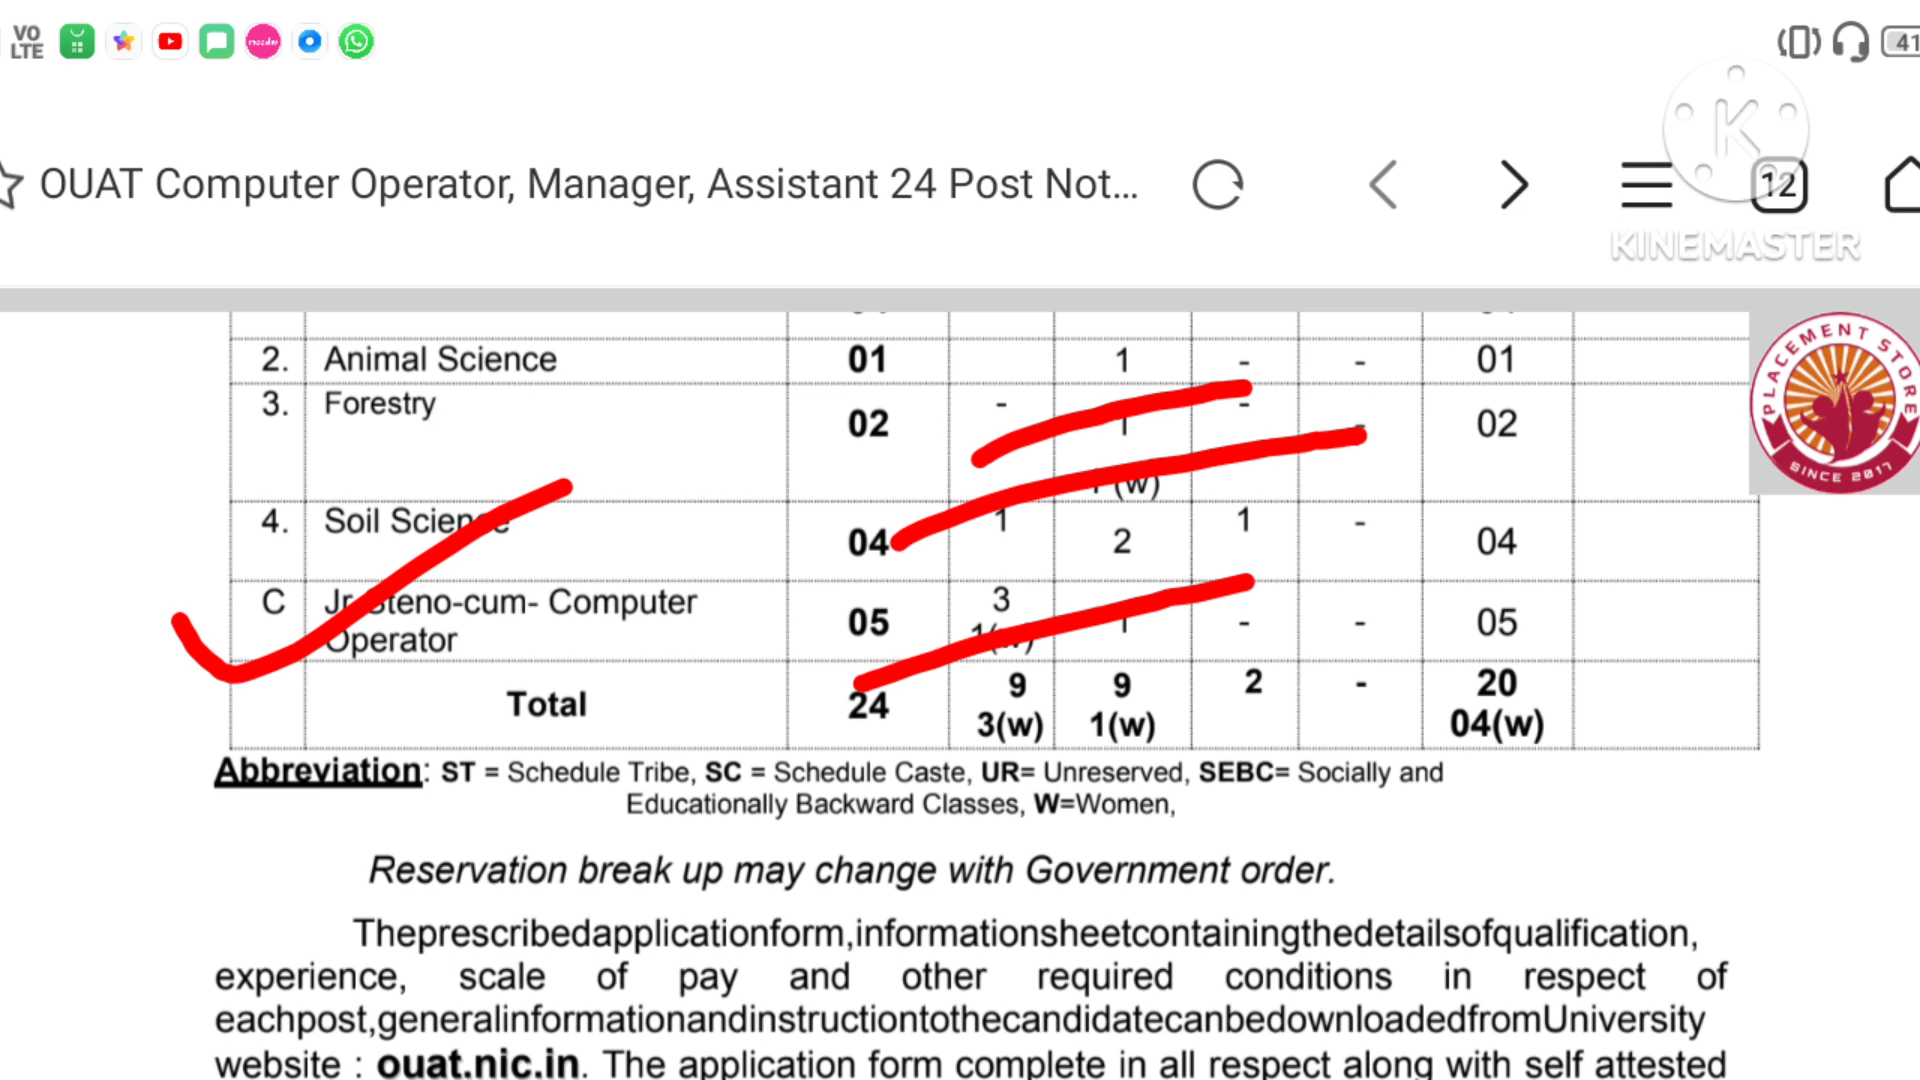 VO
LTE
meesho
41
OUAT Computer Operator, Manager, Assistant 24 Post Not...
12
K
KINEMASTER
PLACEMENT STORE
SINCE 2017
2. Animal Science 01 1 - - 01
3. Forestry 02 - 1 - - 02
(w)
4. Soil Science 04 1 2 1 - 04
C Jr. Steno-cum- Computer 05 3 1 - - 05
Operator 1(w)
Total 24 9 9 2 - 20
3(w) 1(w) 04(w)
Abbreviation: ST = Schedule Tribe, SC = Schedule Caste, UR= Unreserved, SEBC= Socially and
Educationally Backward Classes, W=Women,
Reservation break up may change with Government order.
Theprescribedapplicationform,informationsheetcontainingthedetailsofqualification,
experience, scale of pay and other required conditions in respect of
eachpost,generalinformationandinstructiontothecandidatecanbedownloadedfromUniversity
website : ouat.nic.in. The application form complete in all respect along with self attested